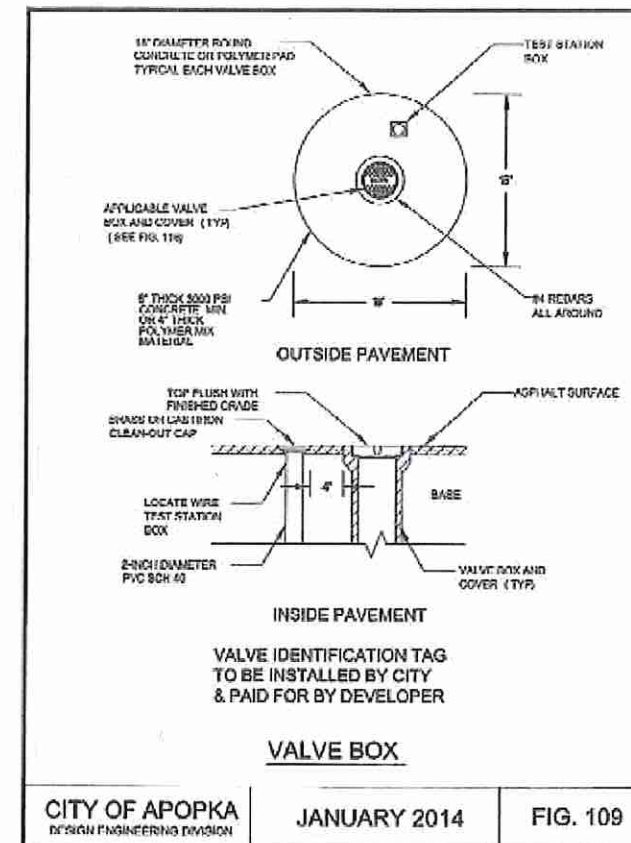 DIAMETER ROUND
CONCRETE OR POLYMER PAD
TYPICAL EACH VALVE BOX
TEST STATION
BOX
APPLICABLE VALVE
BOX AND COVER (TYP)
(SEE FIG. 116)
THICK 3000 PSI
CONCRETE MIN.
OR 4" THICK
POLYMER MIX
MATERIAL
#4 REBARS
ALL AROUND
OUTSIDE PAVEMENT
TOP FLUSH WITH
FINISHED GRADE
ASPHALT SURFACE
BRASS OR CAST IRON
CLEAN-OUT CAP
4"
LOCATE WIRE
TEST STATION
BOX
BASE
2-INCH DIAMETER
PVC SCH 40
VALVE BOX AND
COVER (TYP)
INSIDE PAVEMENT
VALVE IDENTIFICATION TAG
TO BE INSTALLED BY CITY
& PAID FOR BY DEVELOPER
VALVE BOX
CITY OF APOPKA
DESIGN ENGINEERING DIVISION
JANUARY 2014
FIG. 109